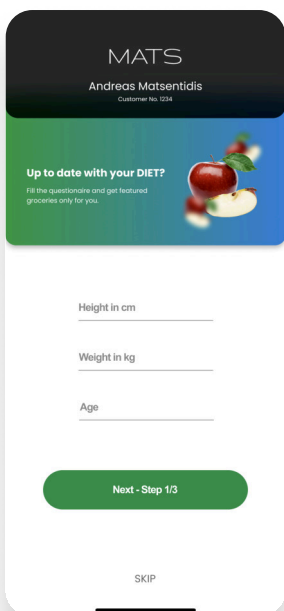 MATS
Andreas Matsentidis
Customer No. 1234
Up to date with your DIET?
Fill the questionaire and get featured
groceries only for you.
Height in cm
Weight in kg
Age
Next - Step 1/3
SKIP